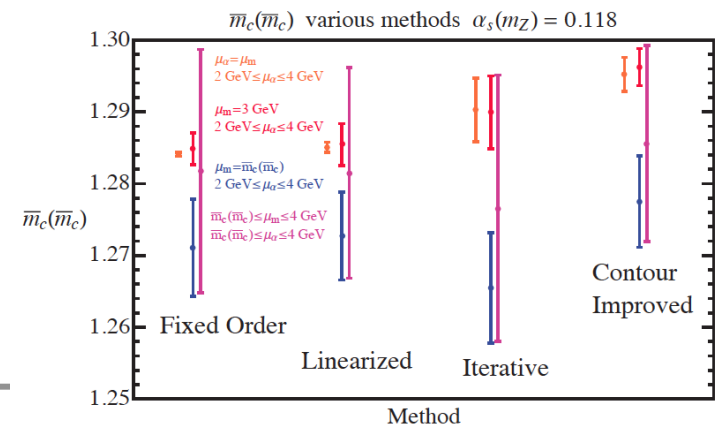 m̅c(m̅c) various methods αs(mZ) = 0.118
1.30
1.29
1.28
1.27
1.26
1.25
m̅c(m̅c)
μα=μm
2 GeV≤μα≤4 GeV
μm=3 GeV
2 GeV≤μα≤4 GeV
μm=m̅c(m̅c)
2 GeV≤μα≤4 GeV
m̅c(m̅c)≤μm≤4 GeV
m̅c(m̅c)≤μα≤4 GeV
Fixed Order
Linearized
Iterative
Contour
Improved
Method